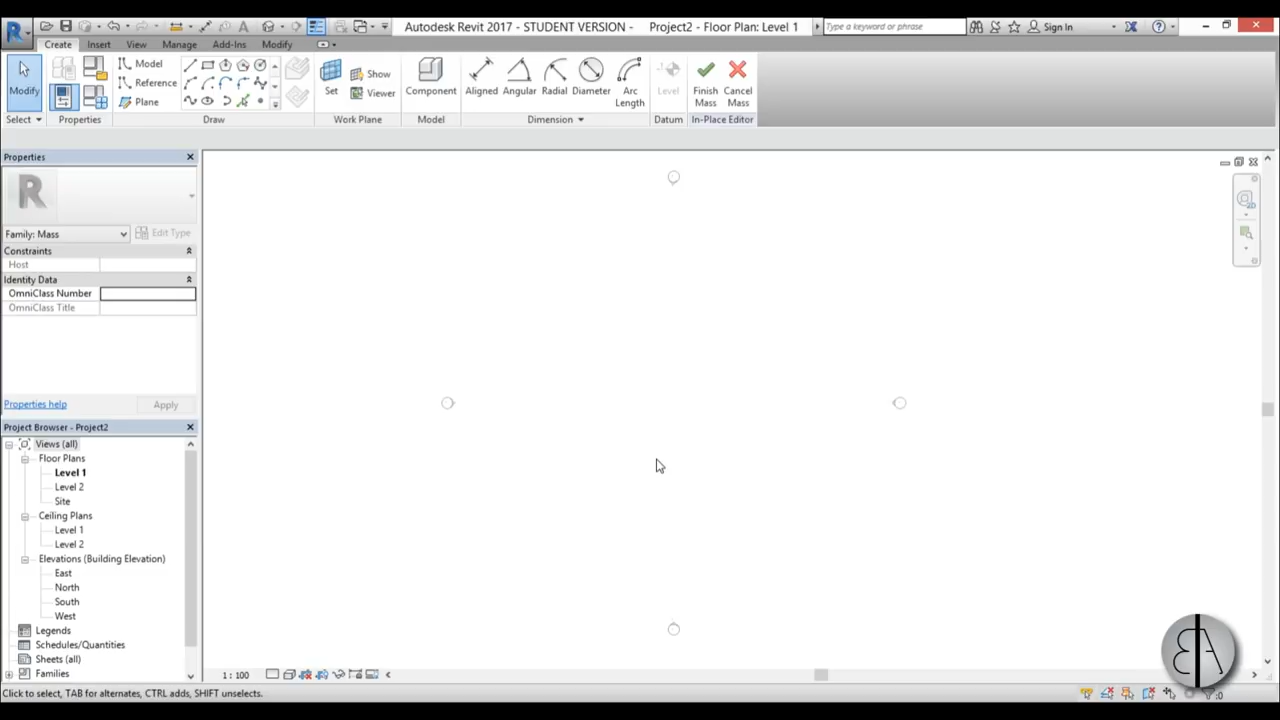 Autodesk Revit 2017 - STUDENT VERSION - Project2 - Floor Plan: Level 1
Type a keyword or phrase
Sign In
Create Insert View Manage Add-Ins Modify
Modify
Model
Reference
Plane
Set
Show
Viewer
Component
Aligned Angular Radial Diameter Arc Length
Level
Finish Mass
Cancel Mass
Select Properties Draw Work Plane Model Dimension Datum In-Place Editor
Properties
R
Family: Mass Edit Type
Constraints
Host
Identity Data
OmniClass Number
OmniClass Title
Properties help Apply
Project Browser - Project2
Views (all)
Floor Plans
Level 1
Level 2
Site
Ceiling Plans
Level 1
Level 2
Elevations (Building Elevation)
East
North
South
West
Legends
Schedules/Quantities
Sheets (all)
Families
1 : 100
Click to select, TAB for alternates, CTRL adds, SHIFT unselects.
:0